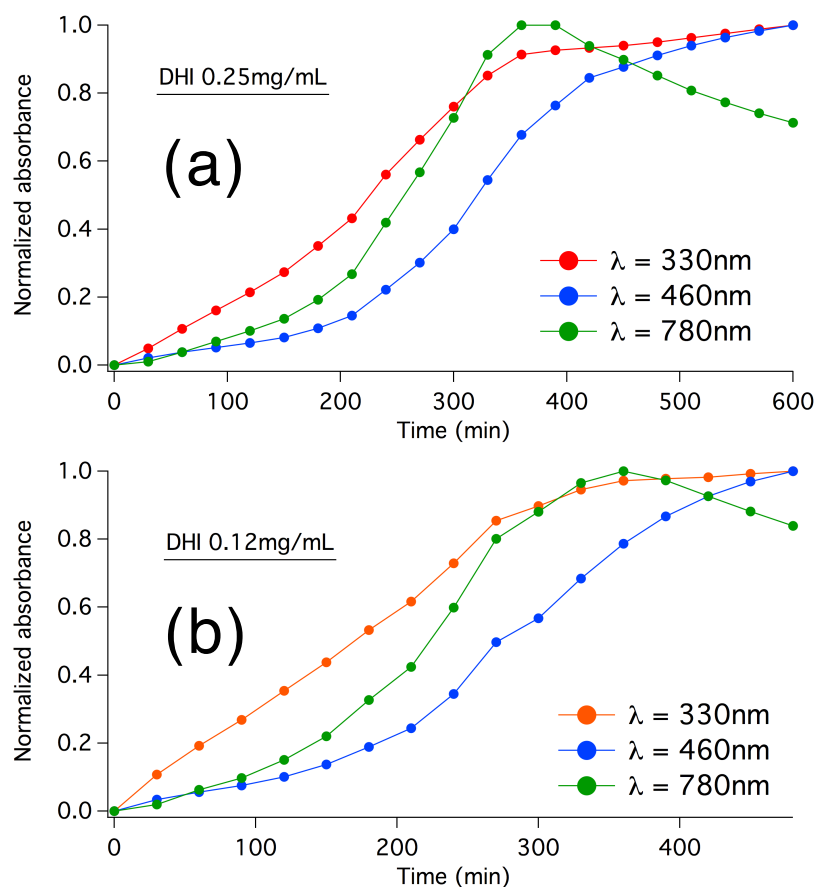 1.0
0.8
0.6
0.4
0.2
0.0
Normalized absorbance
DHI 0.25mg/mL
(a)
λ = 330nm
λ = 460nm
λ = 780nm
0 100 200 300 400 500 600
Time (min)
1.0
0.8
0.6
0.4
0.2
0.0
Normalized absorbance
DHI 0.12mg/mL
(b)
λ = 330nm
λ = 460nm
λ = 780nm
0 100 200 300 400
Time (min)